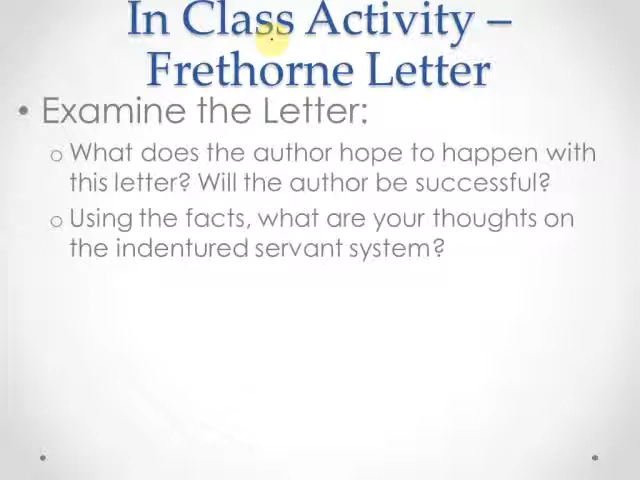 In Class Activity –
Frethorne Letter
• Examine the Letter:
o What does the author hope to happen with
this letter? Will the author be successful?
o Using the facts, what are your thoughts on
the indentured servant system?